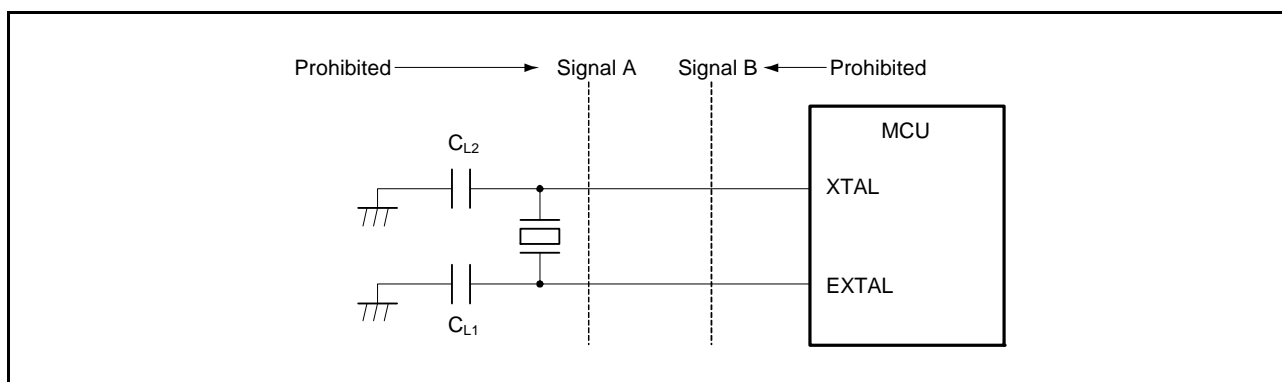 Prohibited Signal A Signal B Prohibited
MCU
CL2
XTAL
EXTAL
CL1